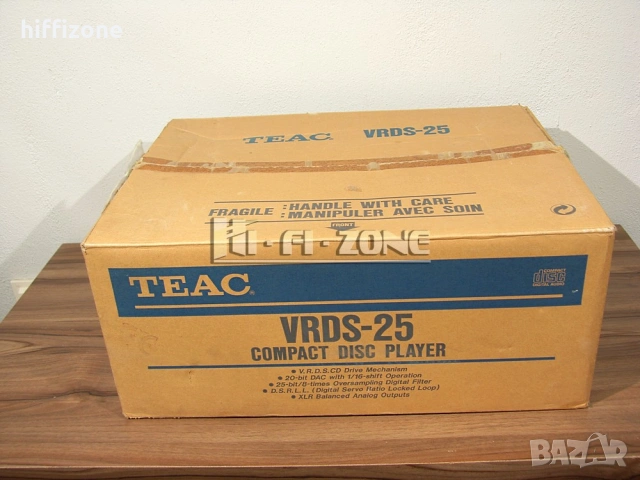 hiffizone
TEAC VRDS-25
FRAGILE : HANDLE WITH CARE
: MANIPULER AVEC SOIN
FRONT
Hi-Fi-ZONE
TEAC®
COMPACT
disc
DIGITAL AUDIO
VRDS-25
COMPACT DISC PLAYER
• V.R.D.S.CD Drive Mechanism
• 20-bit DAC with 1/16-shift Operation
• 25-bit/8-times Oversampling Digital Filter
• D.S.R.L.L. (Digital Servo Ratio Locked Loop)
• XLR Balanced Analog Outputs
BAZAR